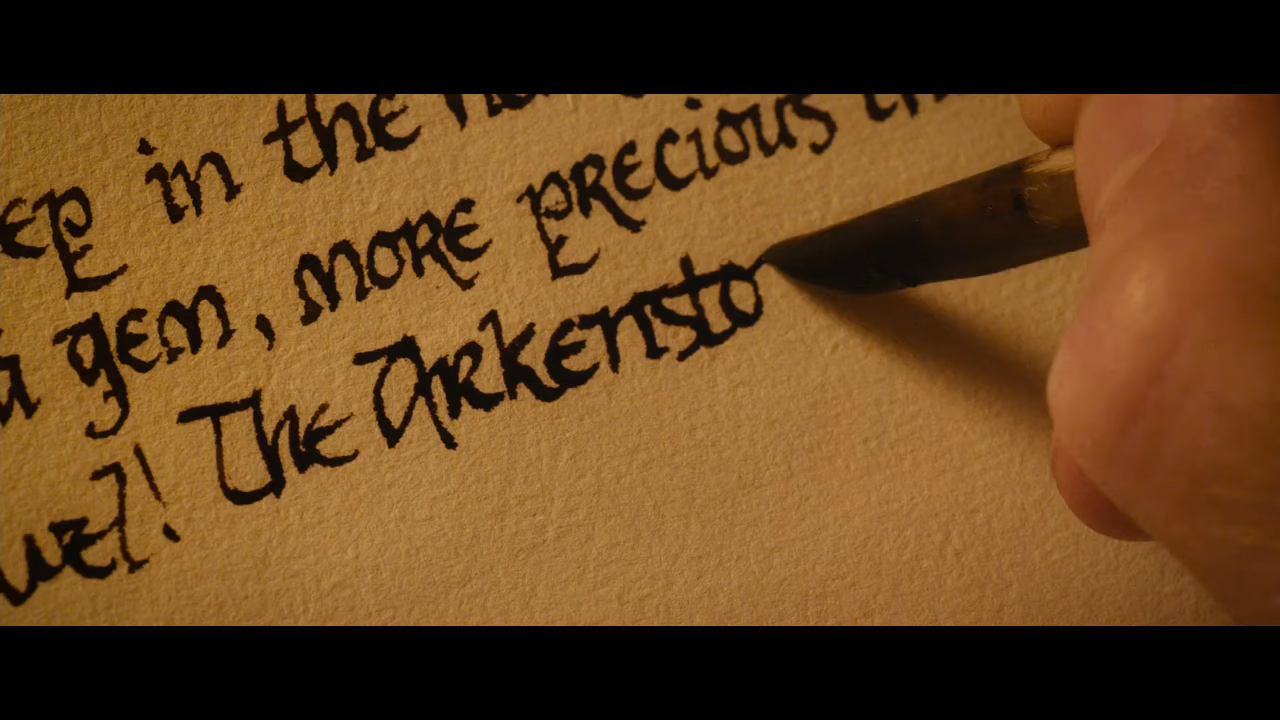 in the
gem, more precious
! The Arkensto